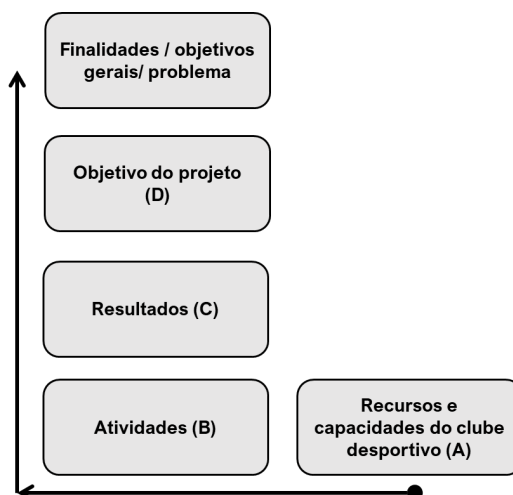 Finalidades / objetivos
gerais/ problema
Objetivo do projeto
(D)
Resultados (C)
Atividades (B)
Recursos e
capacidades do clube
desportivo (A)